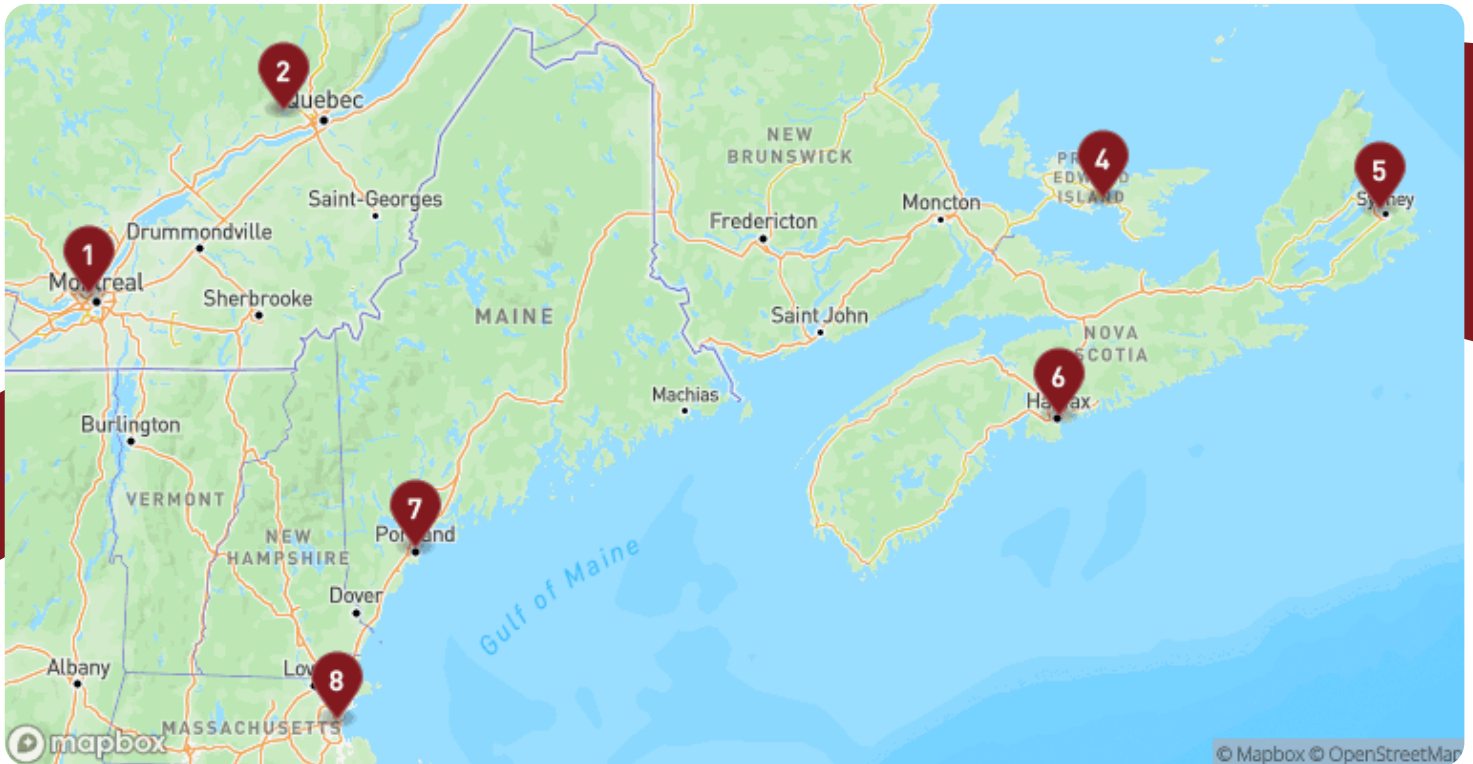 2
Quebec
NEW
BRUNSWICK
4
EDWARD
ISLAND
5
Sydney
Saint-Georges
Moncton
Fredericton
Drummondville
1
Montreal
Sherbrooke
MAINE
Saint John
NOVA
SCOTIA
6
Halifax
Machias
Burlington
VERMONT
7
Portland
NEW
HAMPSHIRE
Gulf of Maine
Dover
Albany
Lov
8
MASSACHUSETTS
mapbox
© Mapbox © OpenStreetMap